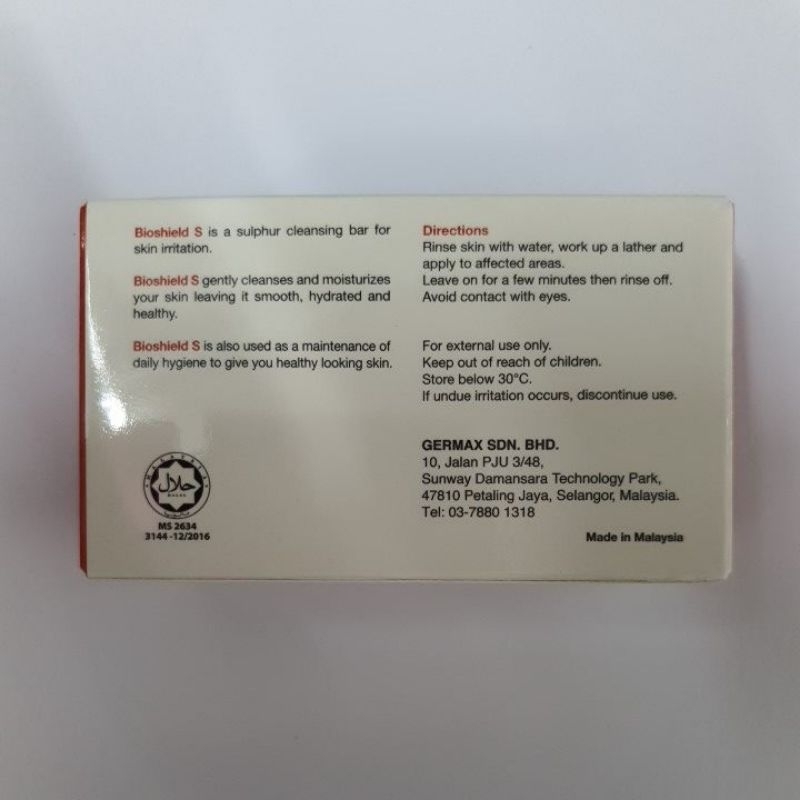 Bioshield S is a sulphur cleansing bar for
skin irritation.
Bioshield S gently cleanses and moisturizes
your skin leaving it smooth, hydrated and
healthy.
Bioshield S is also used as a maintenance of
daily hygiene to give you healthy looking skin.
MALAYSIA
حلال
HALAL
MS 2634
3144 -12/2016
Directions
Rinse skin with water, work up a lather and
apply to affected areas.
Leave on for a few minutes then rinse off.
Avoid contact with eyes.
For external use only.
Keep out of reach of children.
Store below 30°C.
If undue irritation occurs, discontinue use.
GERMAX SDN. BHD.
10, Jalan PJU 3/48,
Sunway Damansara Technology Park,
47810 Petaling Jaya, Selangor, Malaysia.
Tel: 03-7880 1318
Made in Malaysia